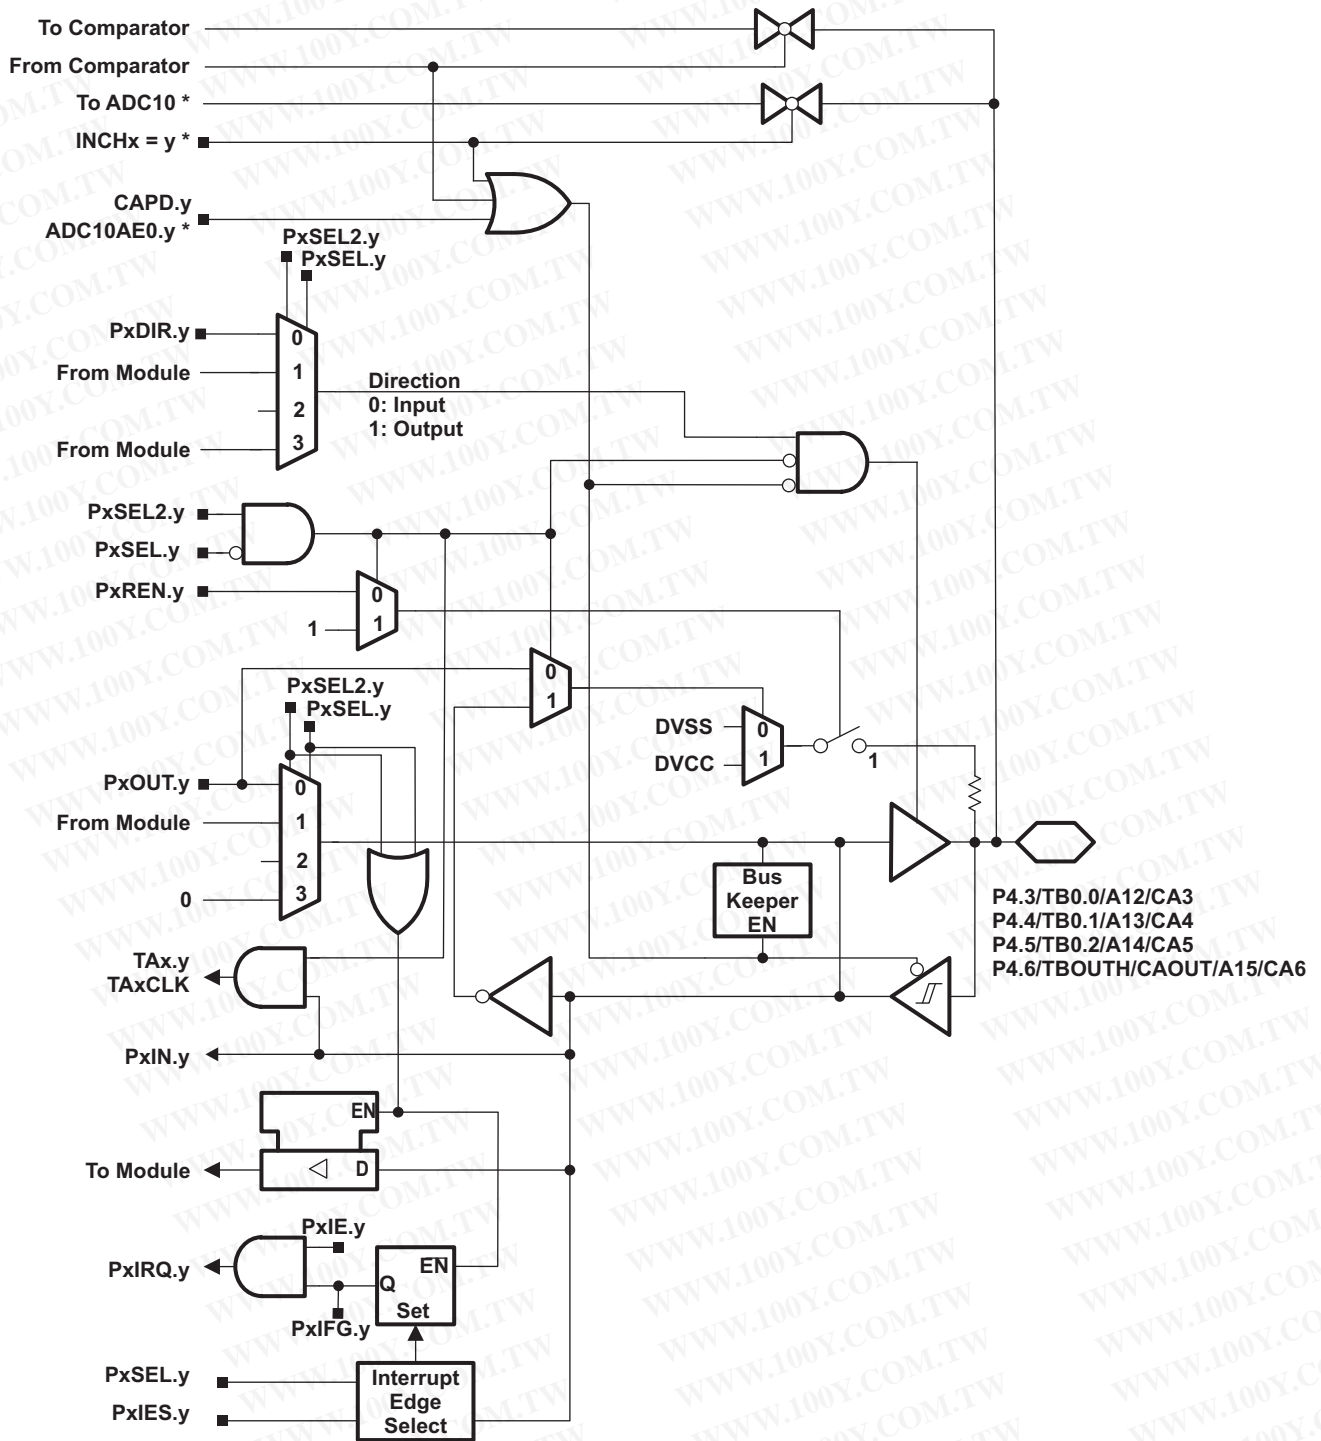 To Comparator
From Comparator
To ADC10 *
INCHx = y *
CAPD.y
ADC10AE0.y *
PxSEL2.y
PxSEL.y
PxDIR.y
0
From Module
1
2
From Module
3
Direction
0: Input
1: Output
PxSEL2.y
PxSEL.y
PxREN.y
0
1
1
0
1
PxSEL2.y
PxSEL.y
DVSS
0
DVCC
1
1
PxOUT.y
0
From Module
1
2
0
3
Bus
Keeper
EN
P4.3/TB0.0/A12/CA3
P4.4/TB0.1/A13/CA4
P4.5/TB0.2/A14/CA5
P4.6/TBOUTH/CAOUT/A15/CA6
TAx.y
TAxCLK
PxIN.y
EN
To Module
D
PxIE.y
PxIRQ.y
EN
Q
Set
PxIFG.y
PxSEL.y
PxIES.y
Interrupt
Edge
Select
WWW.100Y.COM.TW